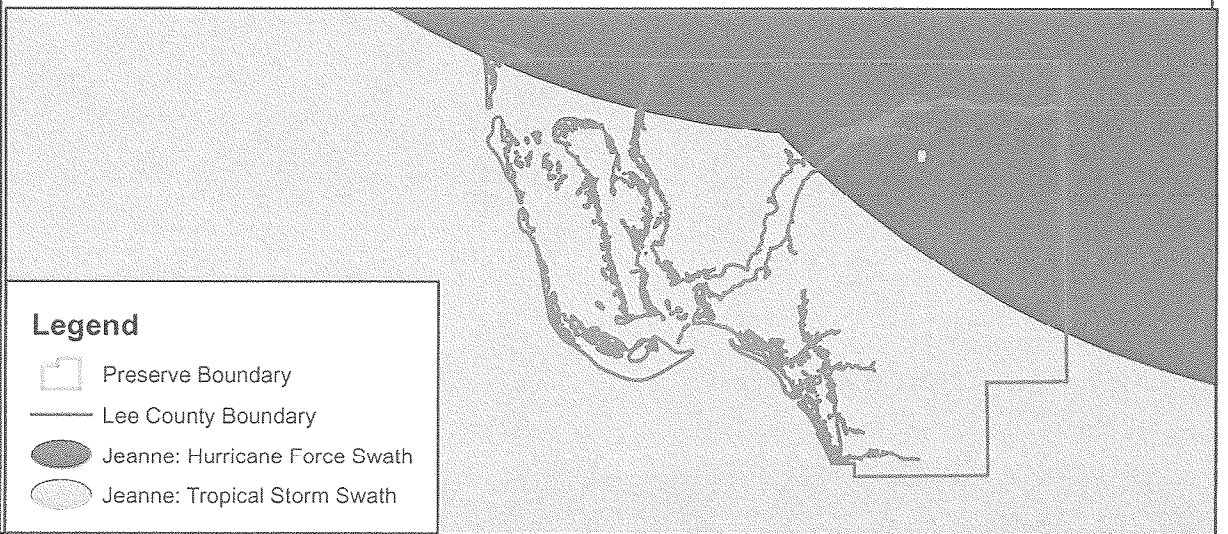 Legend
Preserve Boundary
Lee County Boundary
Jeanne: Hurricane Force Swath
Jeanne: Tropical Storm Swath